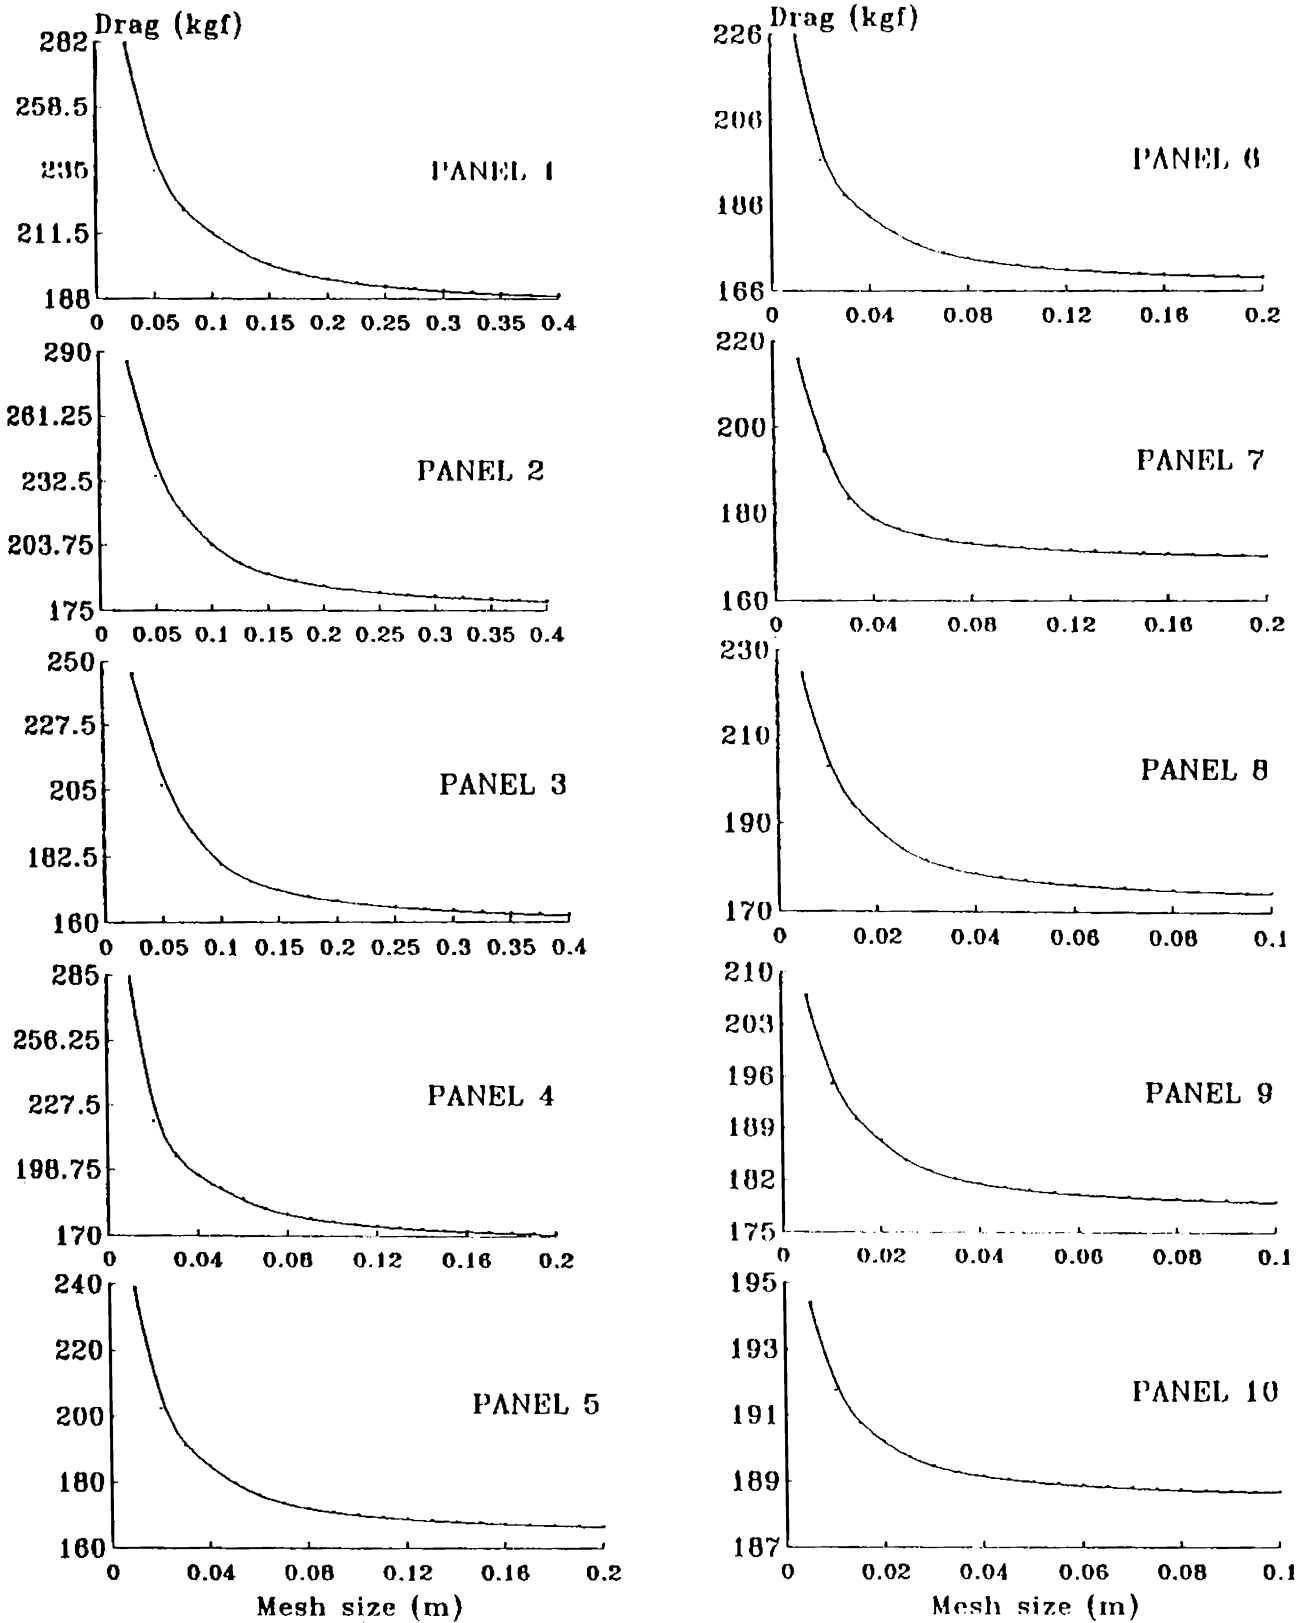 Drag (kgf)
282
258.5
235
211.5
188
PANEL 1
0 0.05 0.1 0.15 0.2 0.25 0.3 0.35 0.4
290
261.25
232.5
203.75
175
PANEL 2
0 0.05 0.1 0.15 0.2 0.25 0.3 0.35 0.4
250
227.5
205
182.5
160
PANEL 3
0 0.05 0.1 0.15 0.2 0.25 0.3 0.35 0.4
285
256.25
227.5
198.75
170
PANEL 4
0 0.04 0.08 0.12 0.16 0.2
240
220
200
180
160
PANEL 5
0 0.04 0.08 0.12 0.16 0.2
Mesh size (m)
Drag (kgf)
226
206
186
166
PANEL 6
0 0.04 0.08 0.12 0.16 0.2
220
200
180
160
PANEL 7
0 0.04 0.08 0.12 0.16 0.2
230
210
190
170
PANEL 8
0 0.02 0.04 0.06 0.08 0.1
210
203
196
189
182
175
PANEL 9
0 0.02 0.04 0.06 0.08 0.1
195
193
191
189
187
PANEL 10
0 0.02 0.04 0.06 0.08 0.1
Mesh size (m)